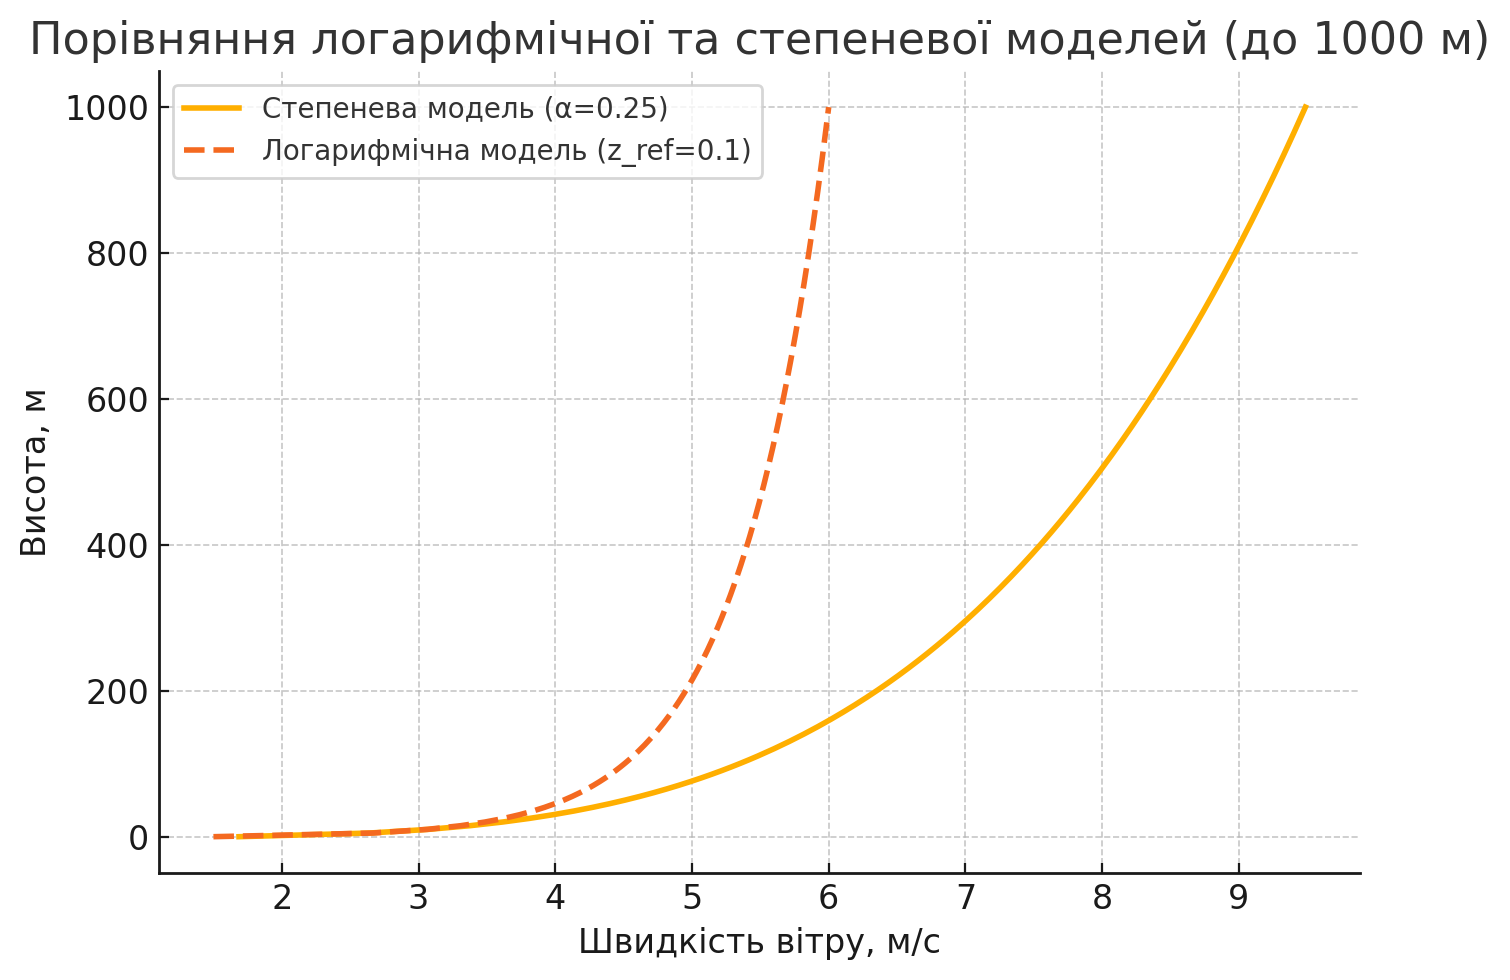 Порівняння логарифмічної та степеневої моделей (до 1000 м)
Степенева модель (α=0.25)
Логарифмічна модель (z_ref=0.1)
1000
800
600
400
200
0
Висота, м
2 3 4 5 6 7 8 9
Швидкість вітру, м/с